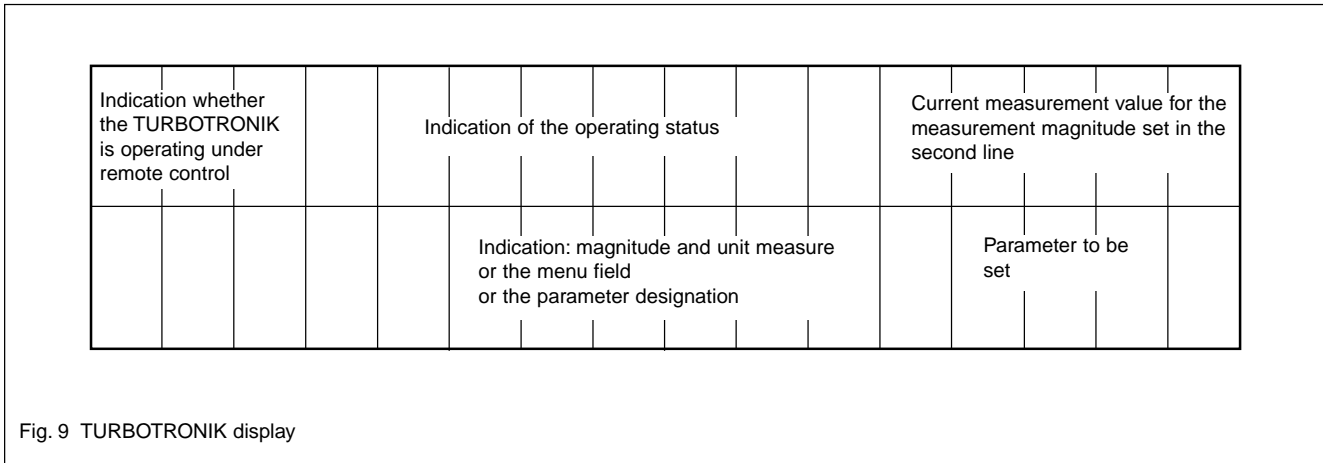 Indication whether
the TURBOTRONIK
is operating under
remote control
Indication of the operating status
Current measurement value for the
measurement magnitude set in the
second line
Indication: magnitude and unit measure
or the menu field
or the parameter designation
Parameter to be
set
Fig. 9 TURBOTRONIK display